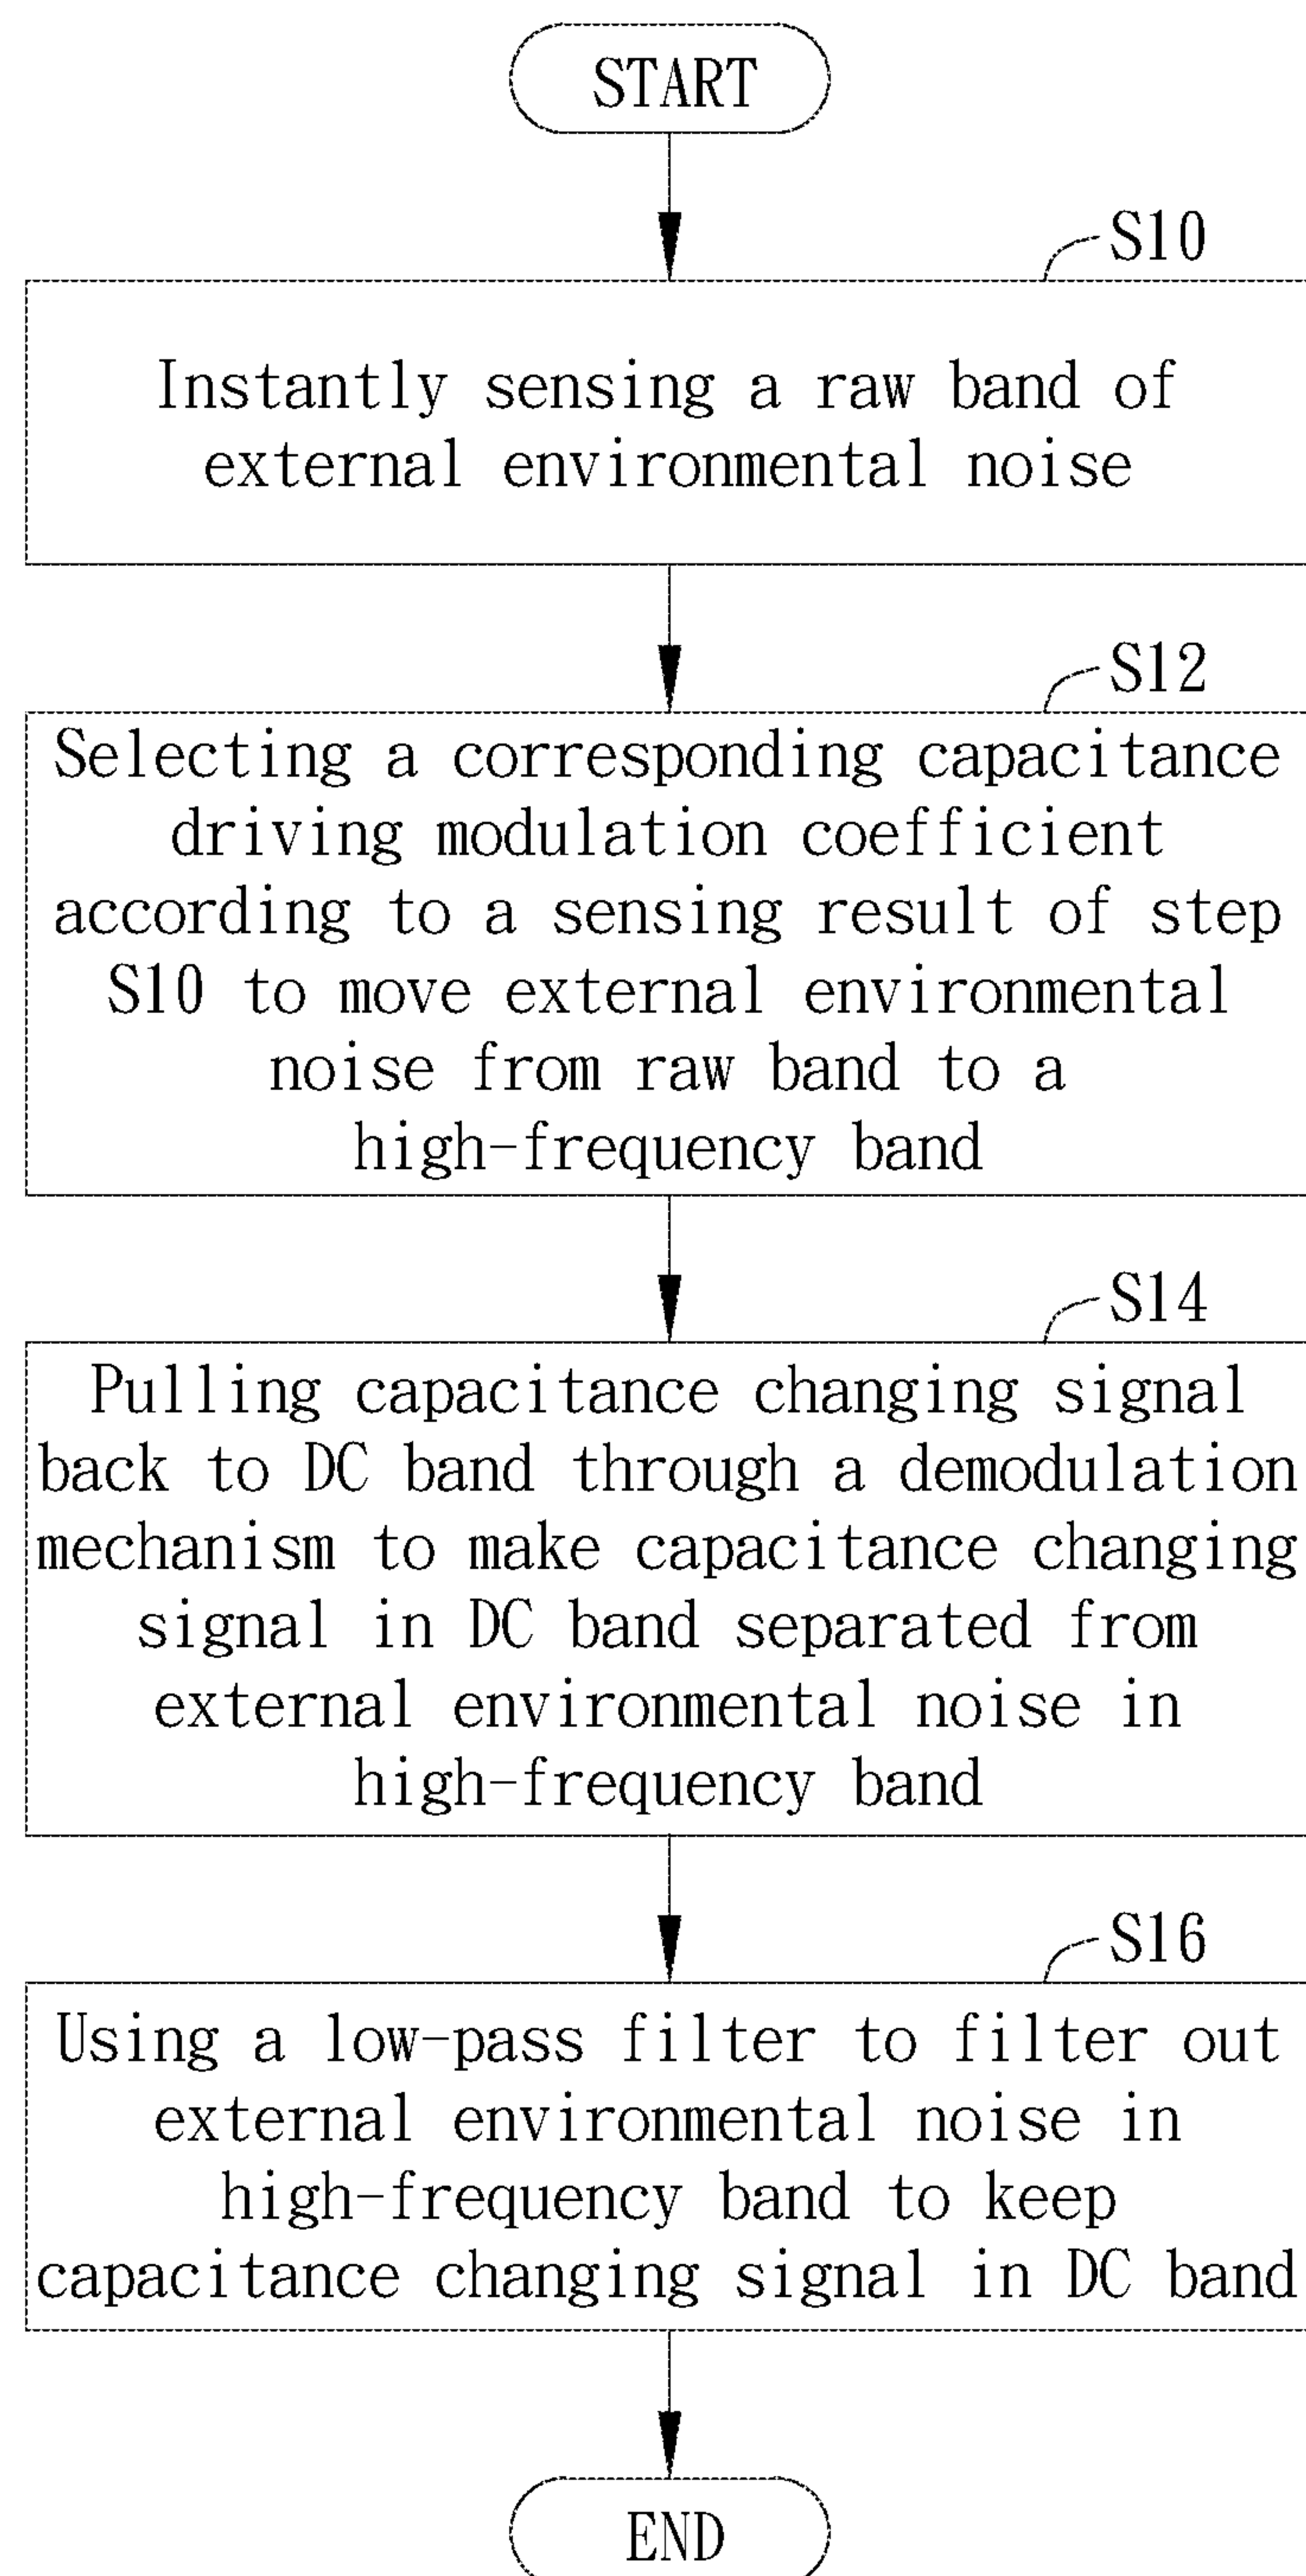 START
S10
Instantly sensing a raw band of
external environmental noise
S12
Selecting a corresponding capacitance
driving modulation coefficient
according to a sensing result of step
S10 to move external environmental
noise from raw band to a
high-frequency band
S14
Pulling capacitance changing signal
back to DC band through a demodulation
mechanism to make capacitance changing
signal in DC band separated from
external environmental noise in
high-frequency band
S16
Using a low-pass filter to filter out
external environmental noise in
high-frequency band to keep
capacitance changing signal in DC band
END